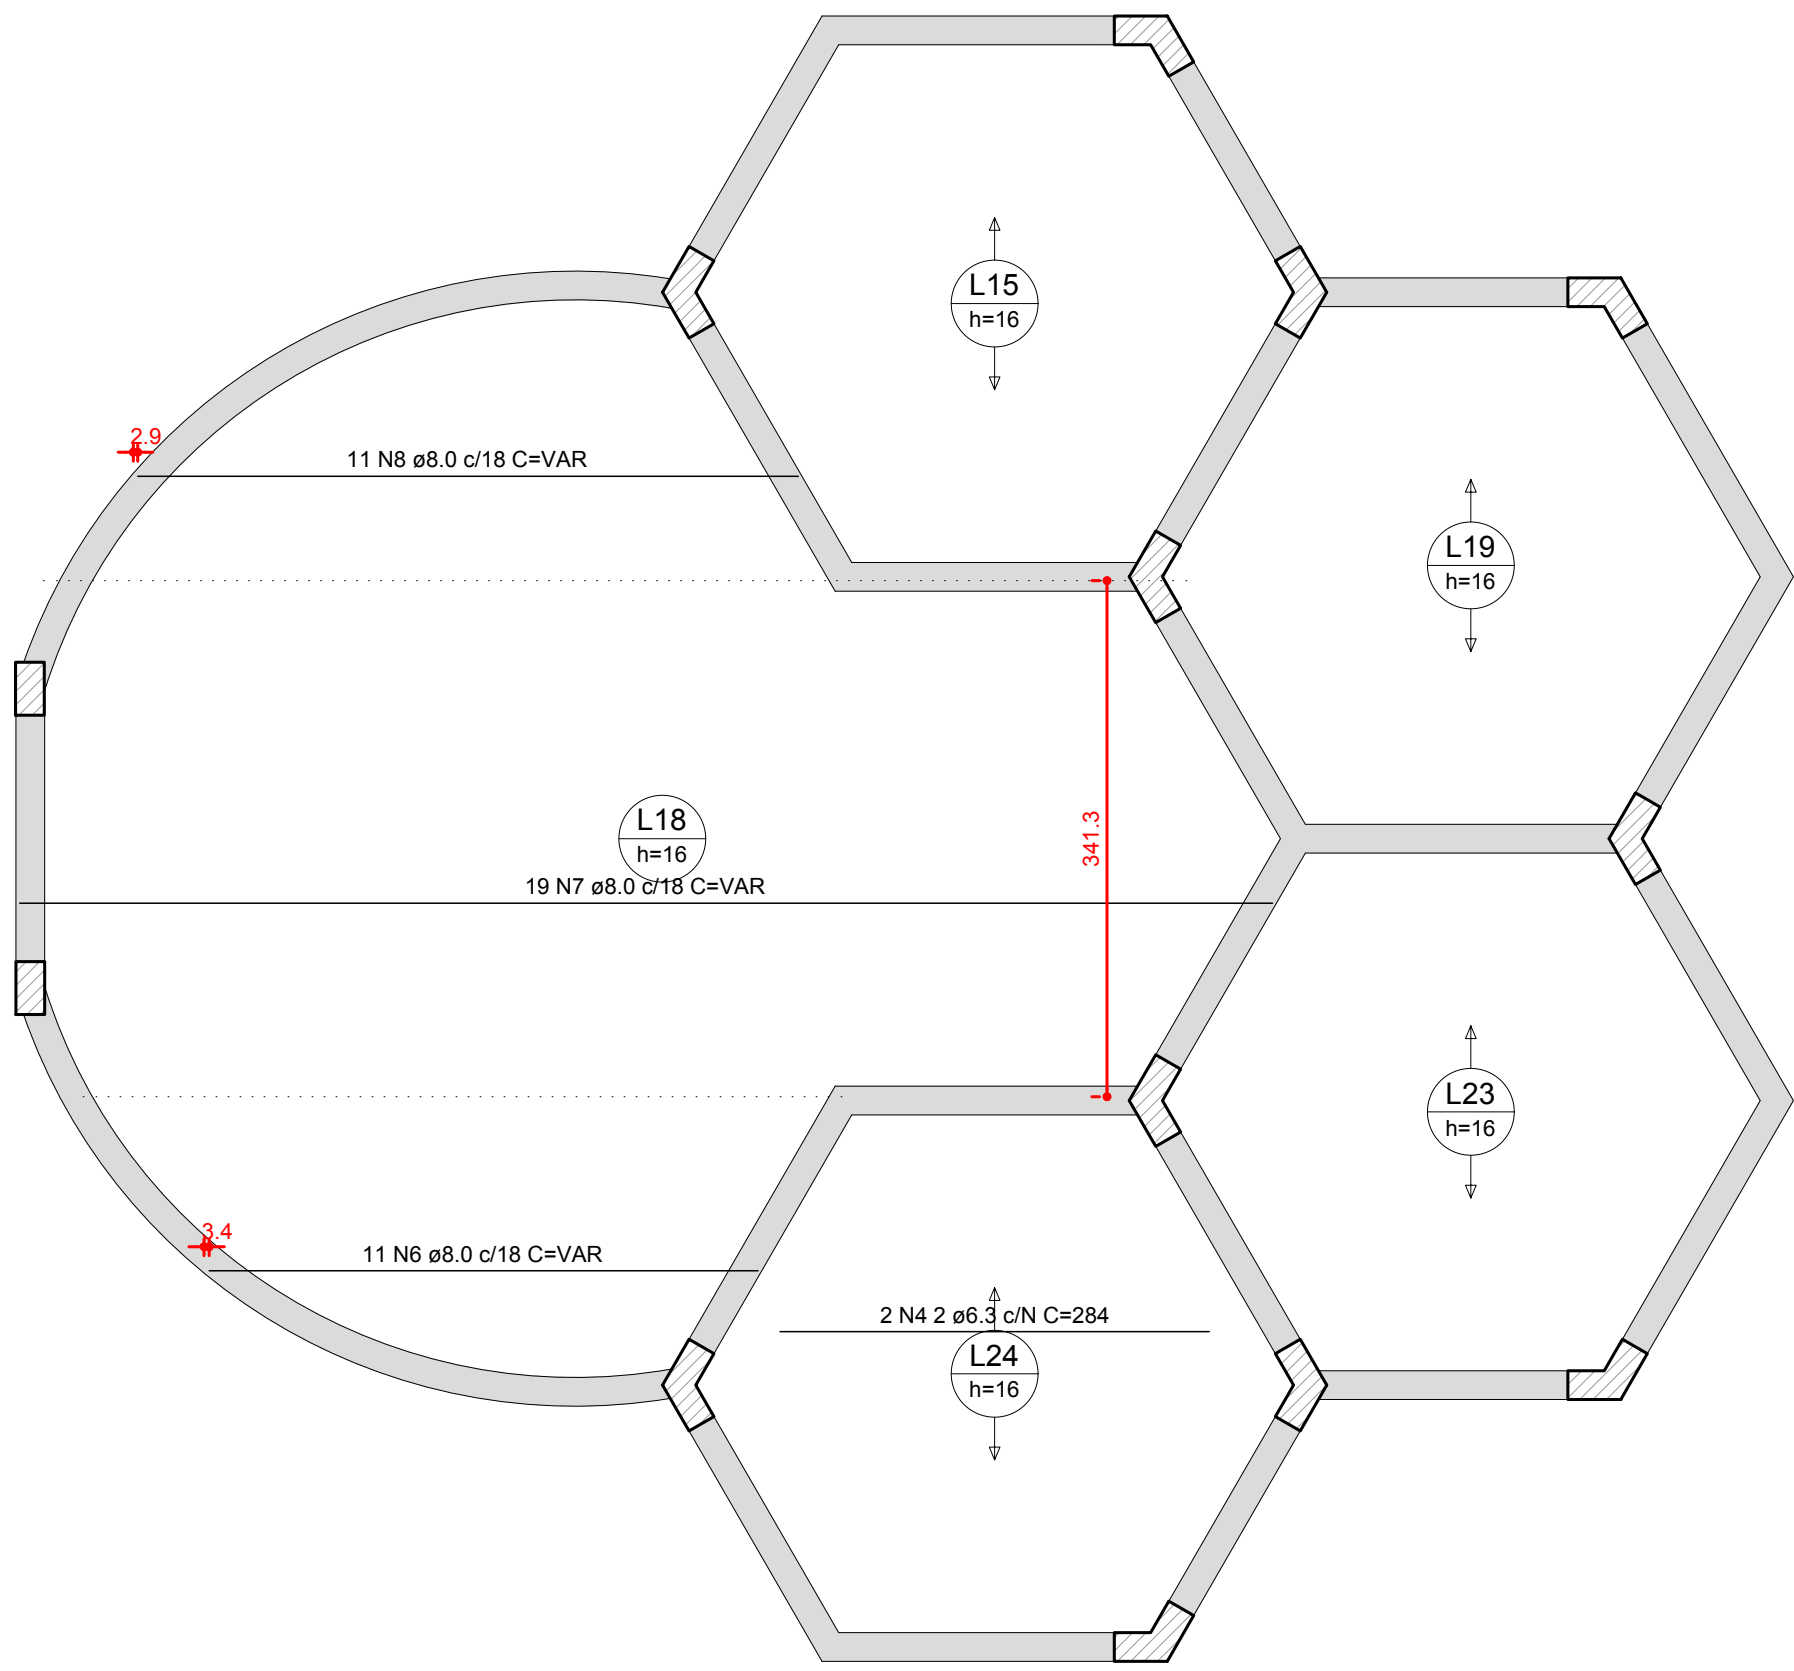 L15
h=16
2.9
11 N8 ø8.0 c/18 C=VAR
L19
h=16
L18
h=16
341.3
19 N7 ø8.0 c/18 C=VAR
L23
h=16
3.4
11 N6 ø8.0 c/18 C=VAR
2 N4 2 ø6.3 c/N C=284
L24
h=16